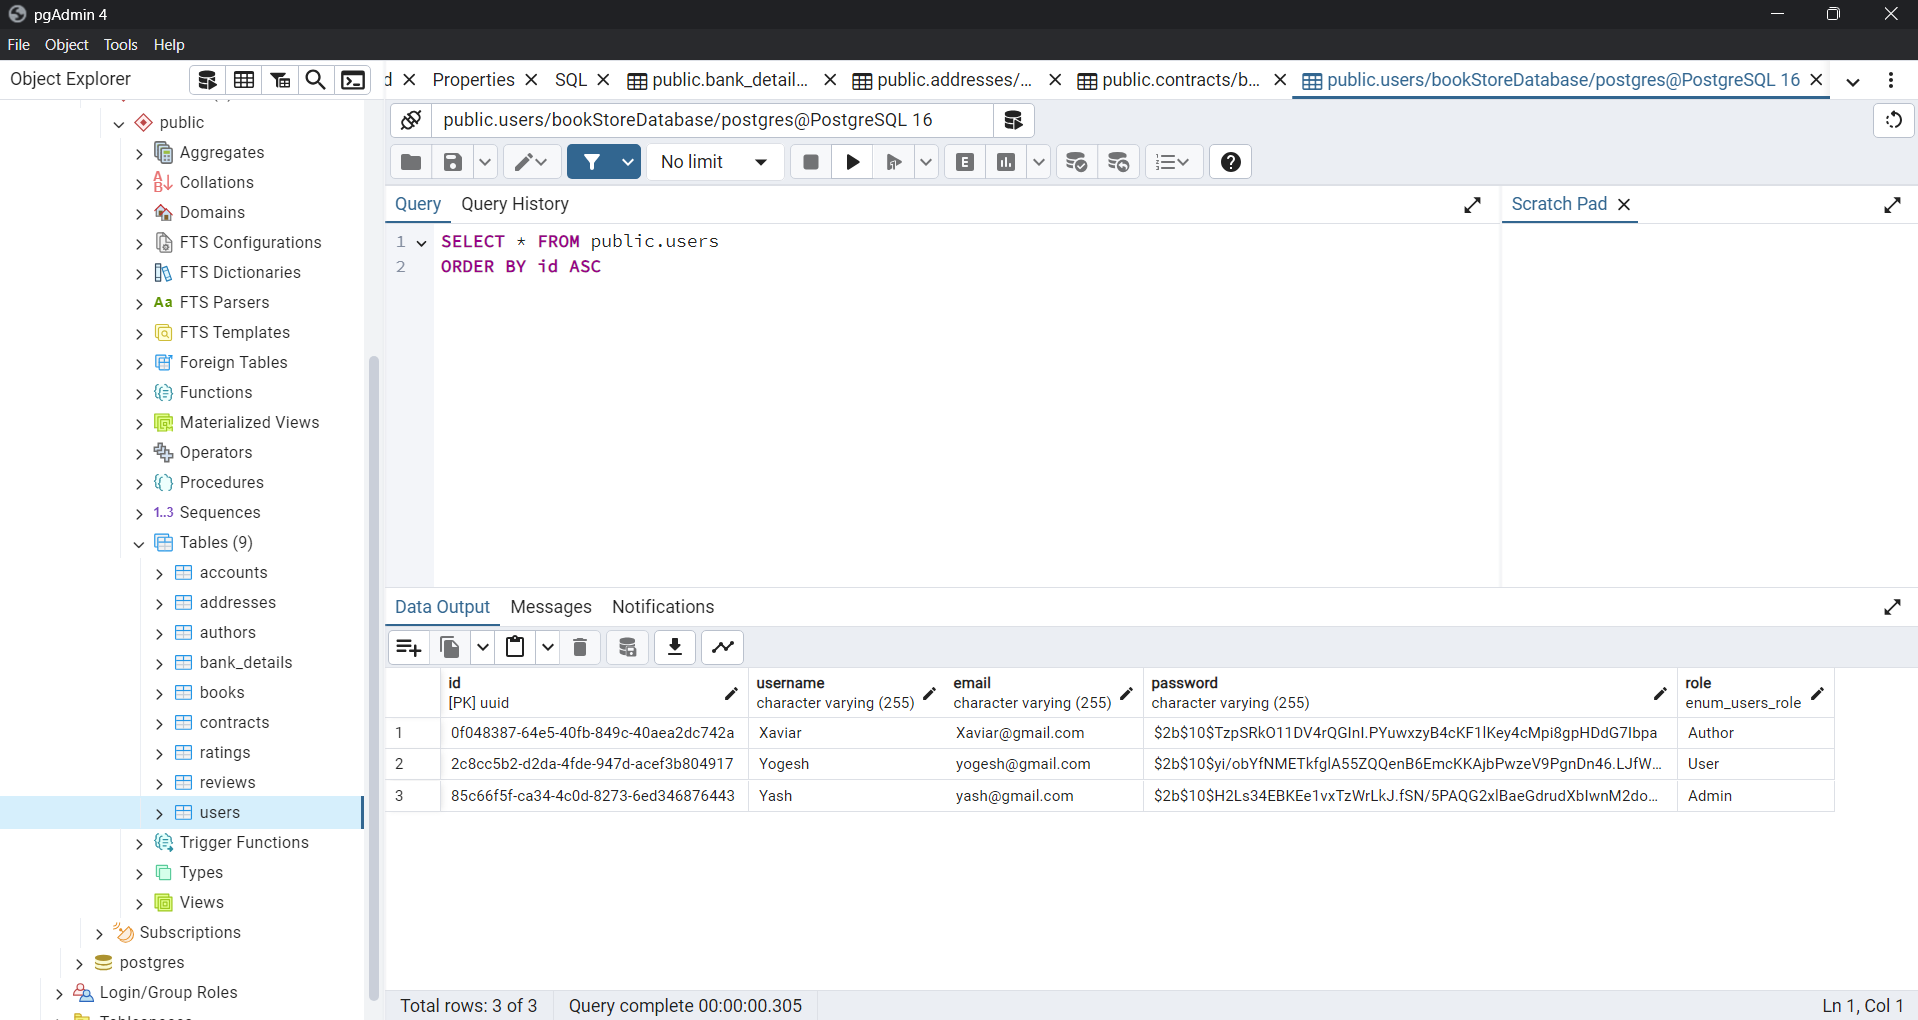 pgAdmin 4
File Object Tools Help
Object Explorer
d Properties SQL public.bank_detail... public.addresses/... public.contracts/b... public.users/bookStoreDatabase/postgres@PostgreSQL 16
public.users/bookStoreDatabase/postgres@PostgreSQL 16
No limit
E
Query Query History
Scratch Pad
1 SELECT * FROM public.users
2 ORDER BY id ASC
public
Aggregates
Collations
Domains
FTS Configurations
FTS Dictionaries
Aa FTS Parsers
FTS Templates
Foreign Tables
Functions
Materialized Views
Operators
Procedures
1..3 Sequences
Tables (9)
accounts
addresses
authors
bank_details
books
contracts
ratings
reviews
users
Trigger Functions
Types
Views
Subscriptions
postgres
Login/Group Roles
Data Output Messages Notifications
id username email password role
[PK] uuid character varying (255) character varying (255) character varying (255) enum_users_role
1 0f048387-64e5-40fb-849c-40aea2dc742a Xaviar Xaviar@gmail.com $2b$10$TzpSRkO11DV4rQGInI.PYuwxzyB4cKF1IKey4cMpi8gpHDdG7Ibpa Author
2 2c8cc5b2-d2da-4fde-947d-acef3b804917 Yogesh yogesh@gmail.com $2b$10$yi/obYfNMETkfglA55ZQQenB6EmcKKAjbPwzeV9PgnDn46.LJfW... User
3 85c66f5f-ca34-4c0d-8273-6ed346876443 Yash yash@gmail.com $2b$10$H2Ls34EBKEe1vxTzWrLkJ.fSN/5PAQG2xlBaeGdrudXbIwnM2do... Admin
Total rows: 3 of 3 Query complete 00:00:00.305
Ln 1, Col 1